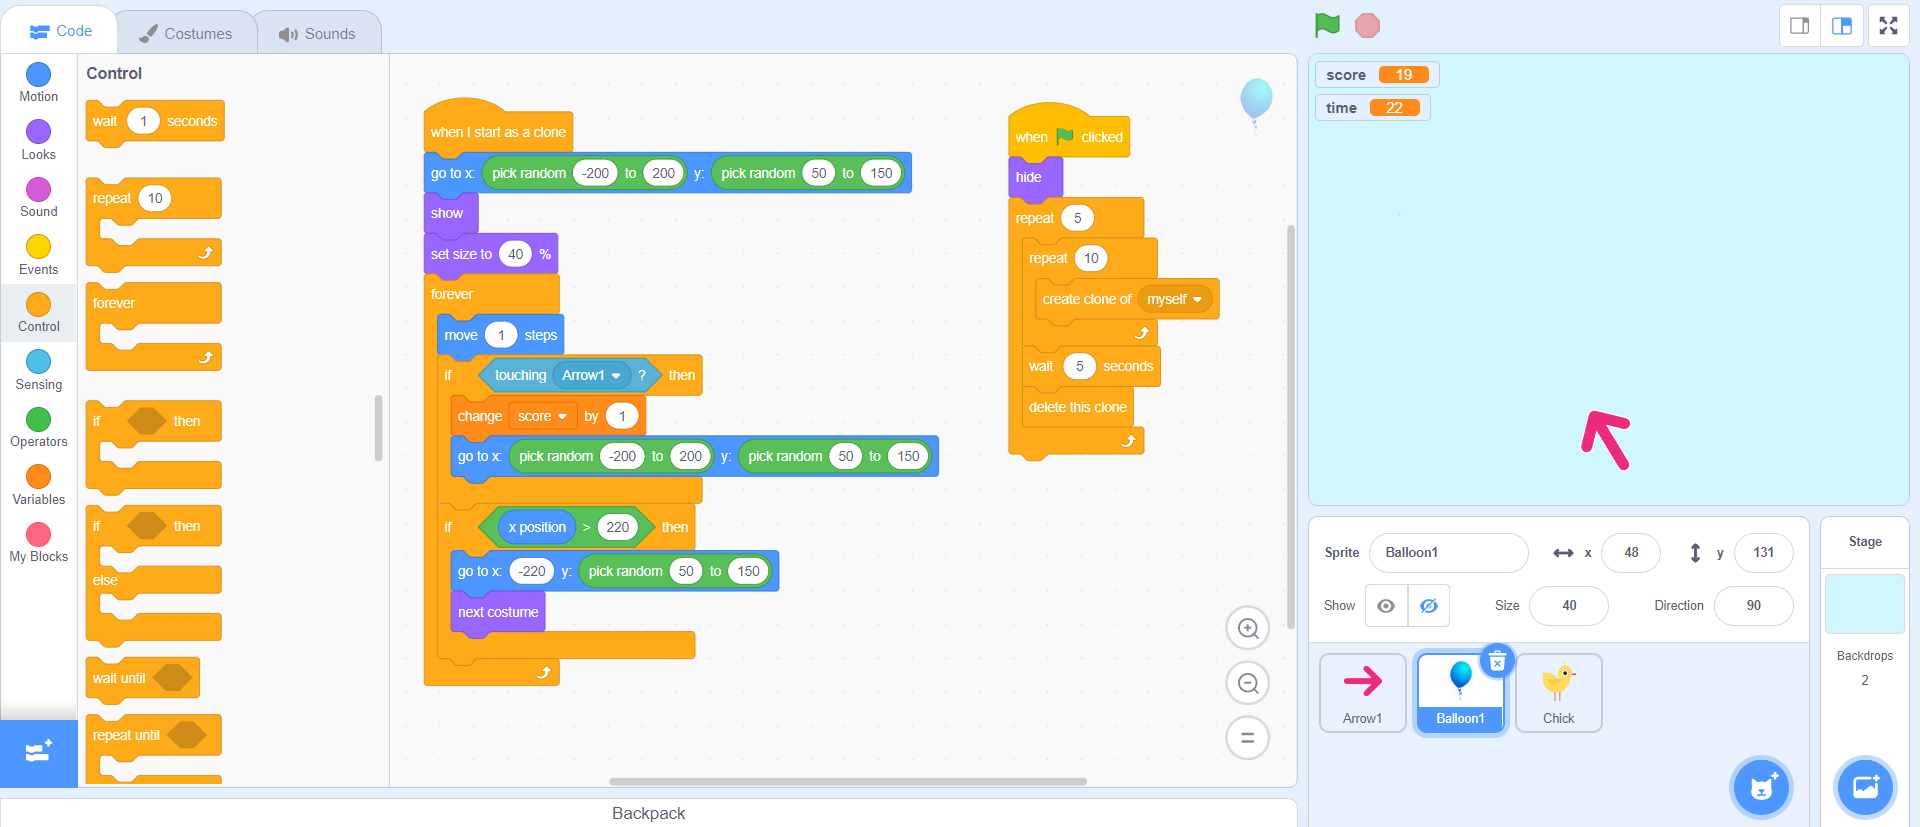 Code
Costumes
Sounds
Motion
Looks
Sound
Events
Control
Sensing
Operators
Variables
My Blocks
Control
wait 1 seconds
repeat 10
forever
if then
if then
else
wait until
repeat until
when I start as a clone
go to x: pick random -200 to 200 y: pick random 50 to 150
show
set size to 40 %
forever
move 1 steps
if touching Arrow1 ? then
change score by 1
go to x: pick random -200 to 200 y: pick random 50 to 150
if x position > 220 then
go to x: -220 y: pick random 50 to 150
next costume
when clicked
hide
repeat 5
repeat 10
create clone of myself
wait 5 seconds
delete this clone
Backpack
score 19
time 22
Sprite Balloon1 x 48 y 131
Show Size 40 Direction 90
Arrow1
Balloon1
Chick
Stage
Backdrops
2